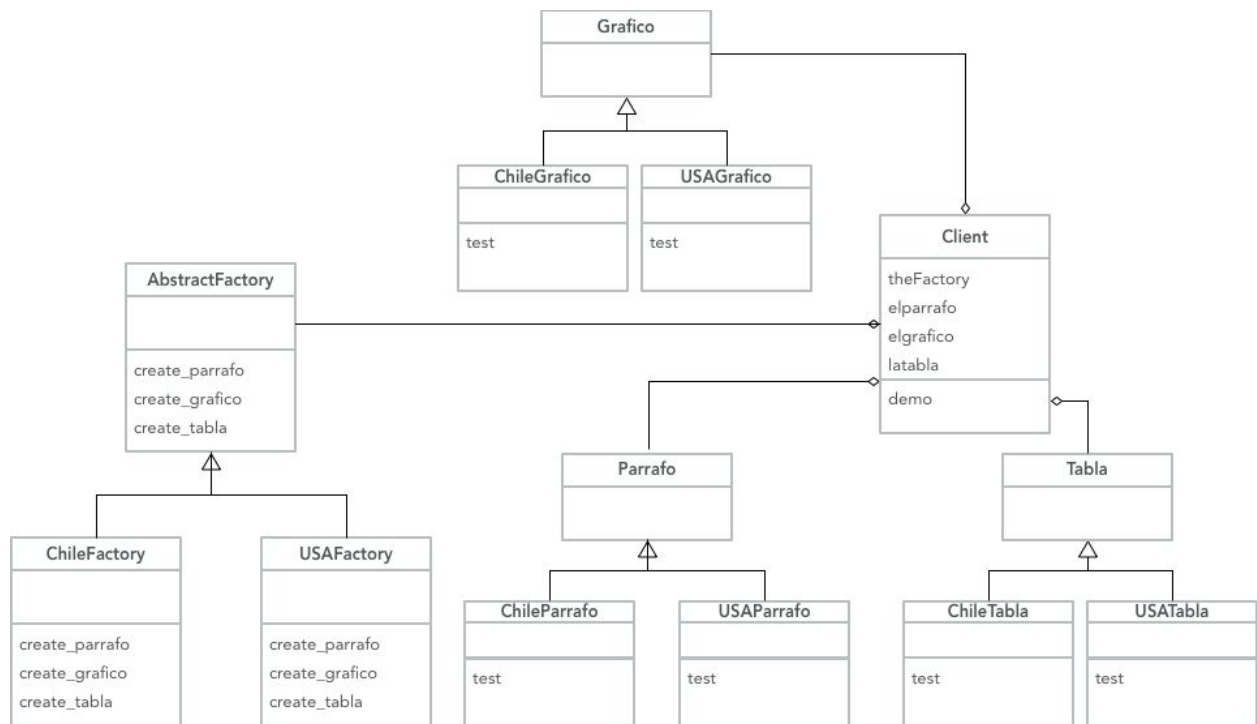 Grafico
ChileGrafico
test
USAGrafico
test
Client
theFactory
elparrafo
elgrafico
latabla
demo
AbstractFactory
create_parrafo
create_grafico
create_tabla
ChileFactory
create_parrafo
create_grafico
create_tabla
USAFactory
create_parrafo
create_grafico
create_tabla
Parrafo
ChileParrafo
test
USAParrafo
test
Tabla
ChileTabla
test
USATabla
test